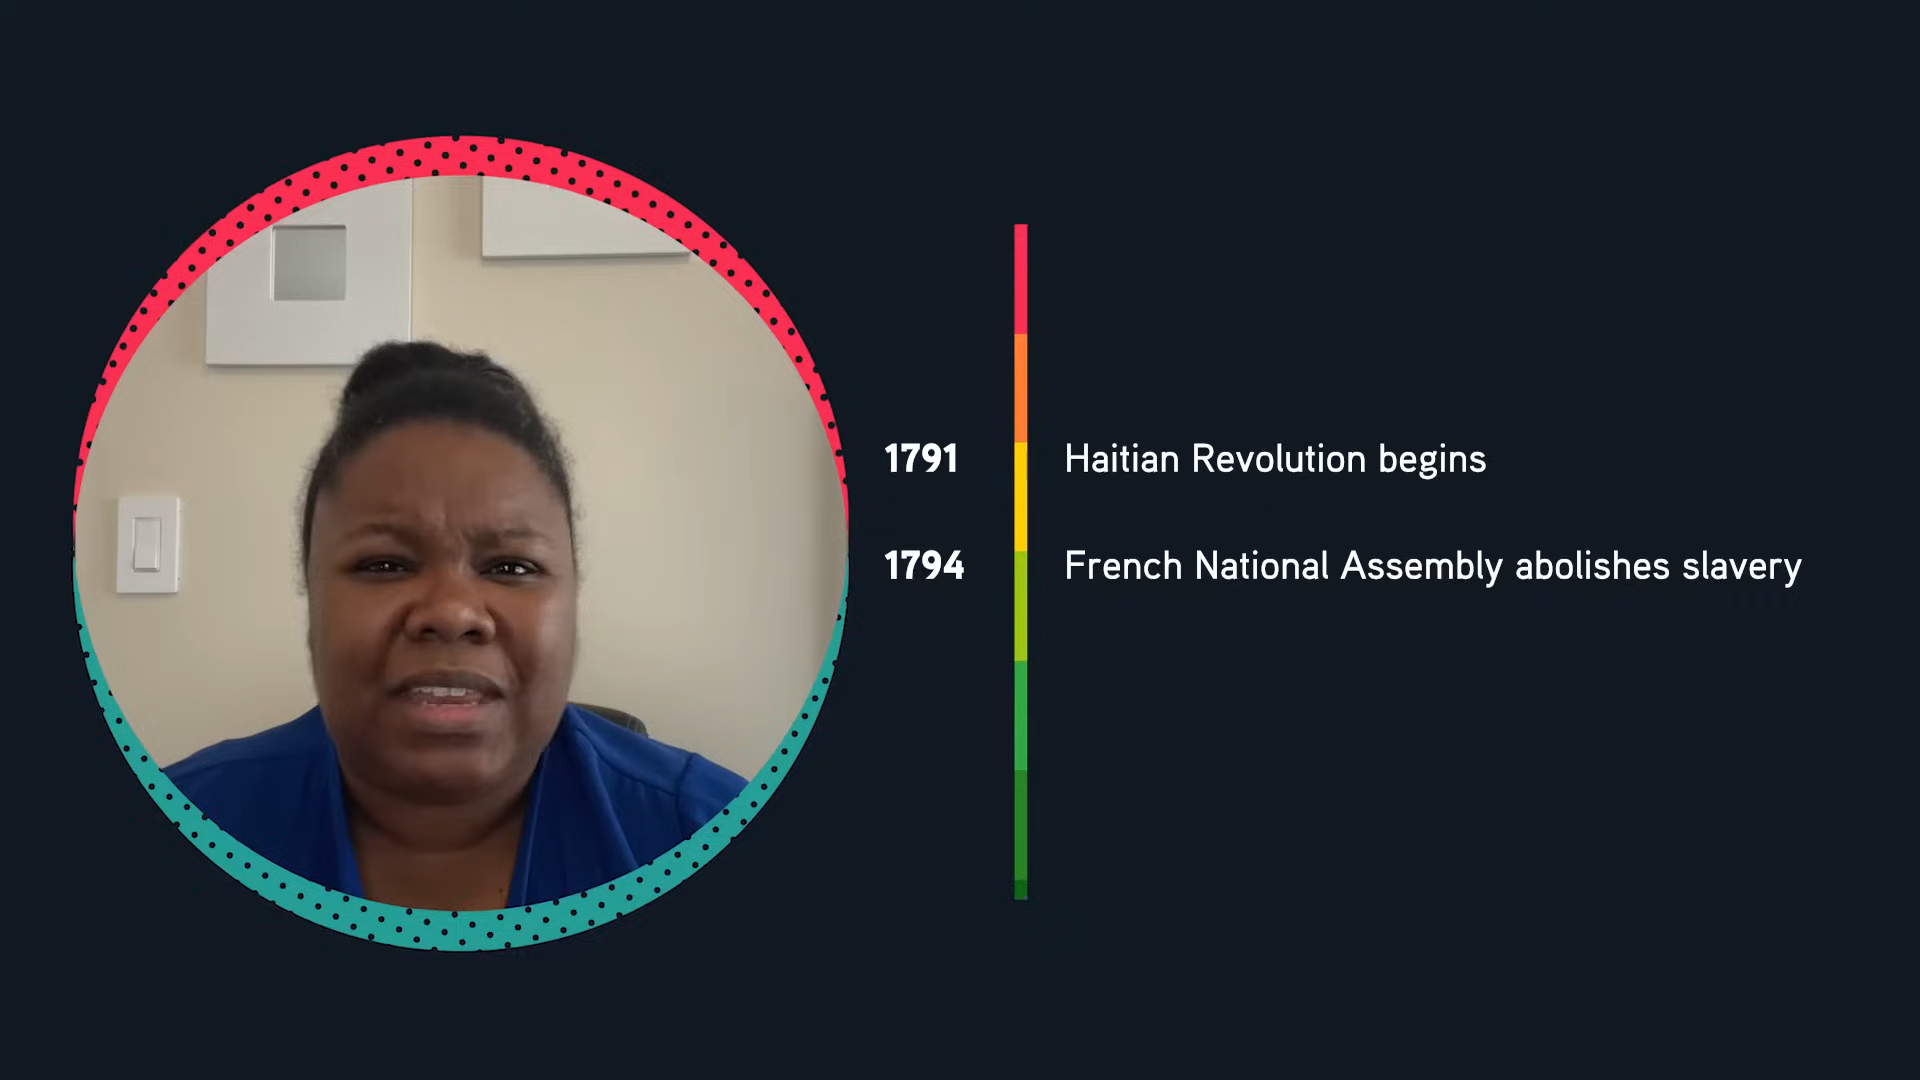 1791 Haitian Revolution begins
1794 French National Assembly abolishes slavery